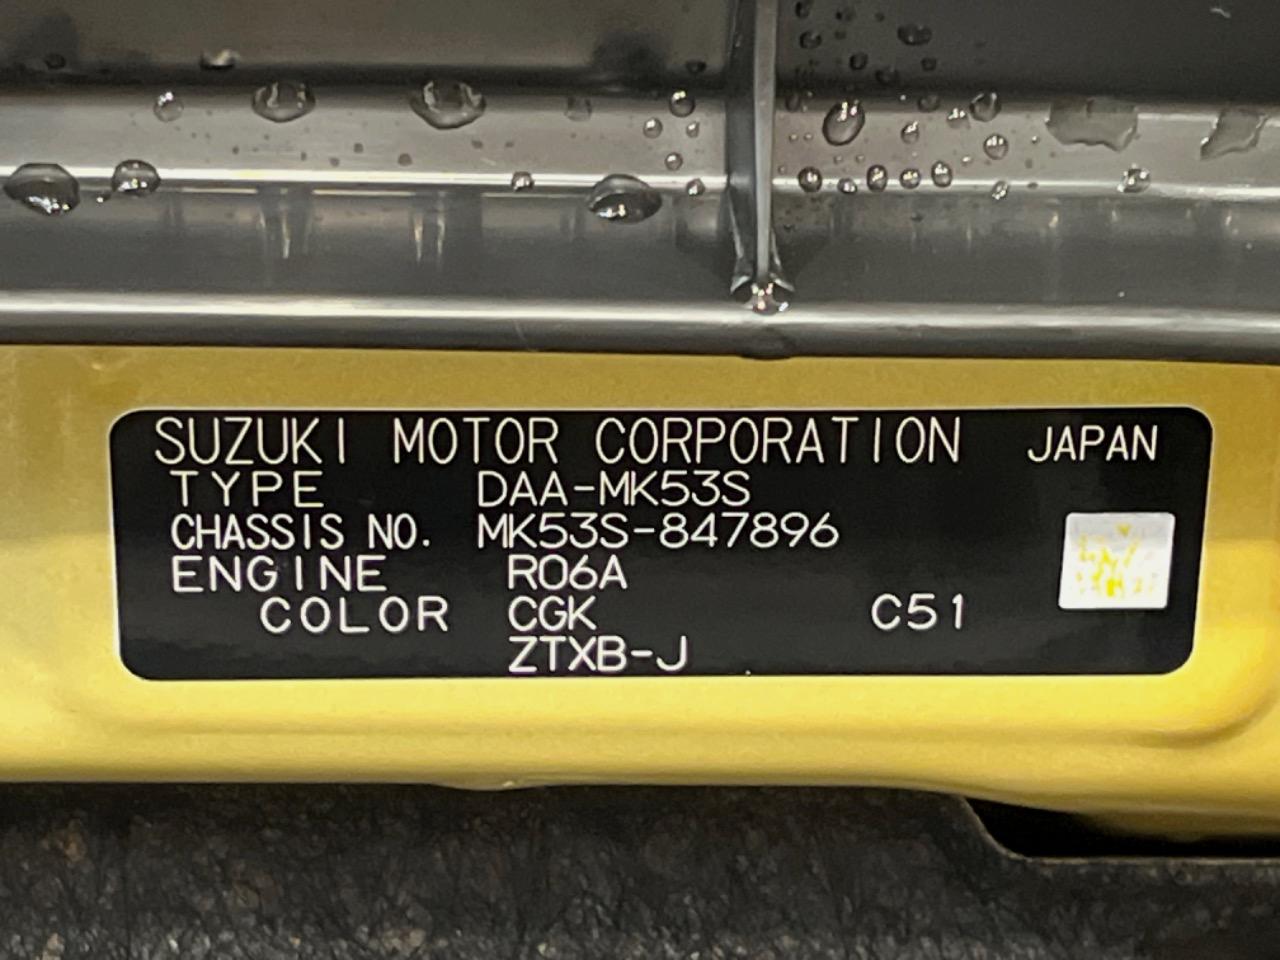 SUZUKI MOTOR CORPORATION JAPAN
TYPE DAA-MK53S
CHASSIS NO. MK53S-847896
ENGINE R06A
COLOR CGK C51
ZTXB-J